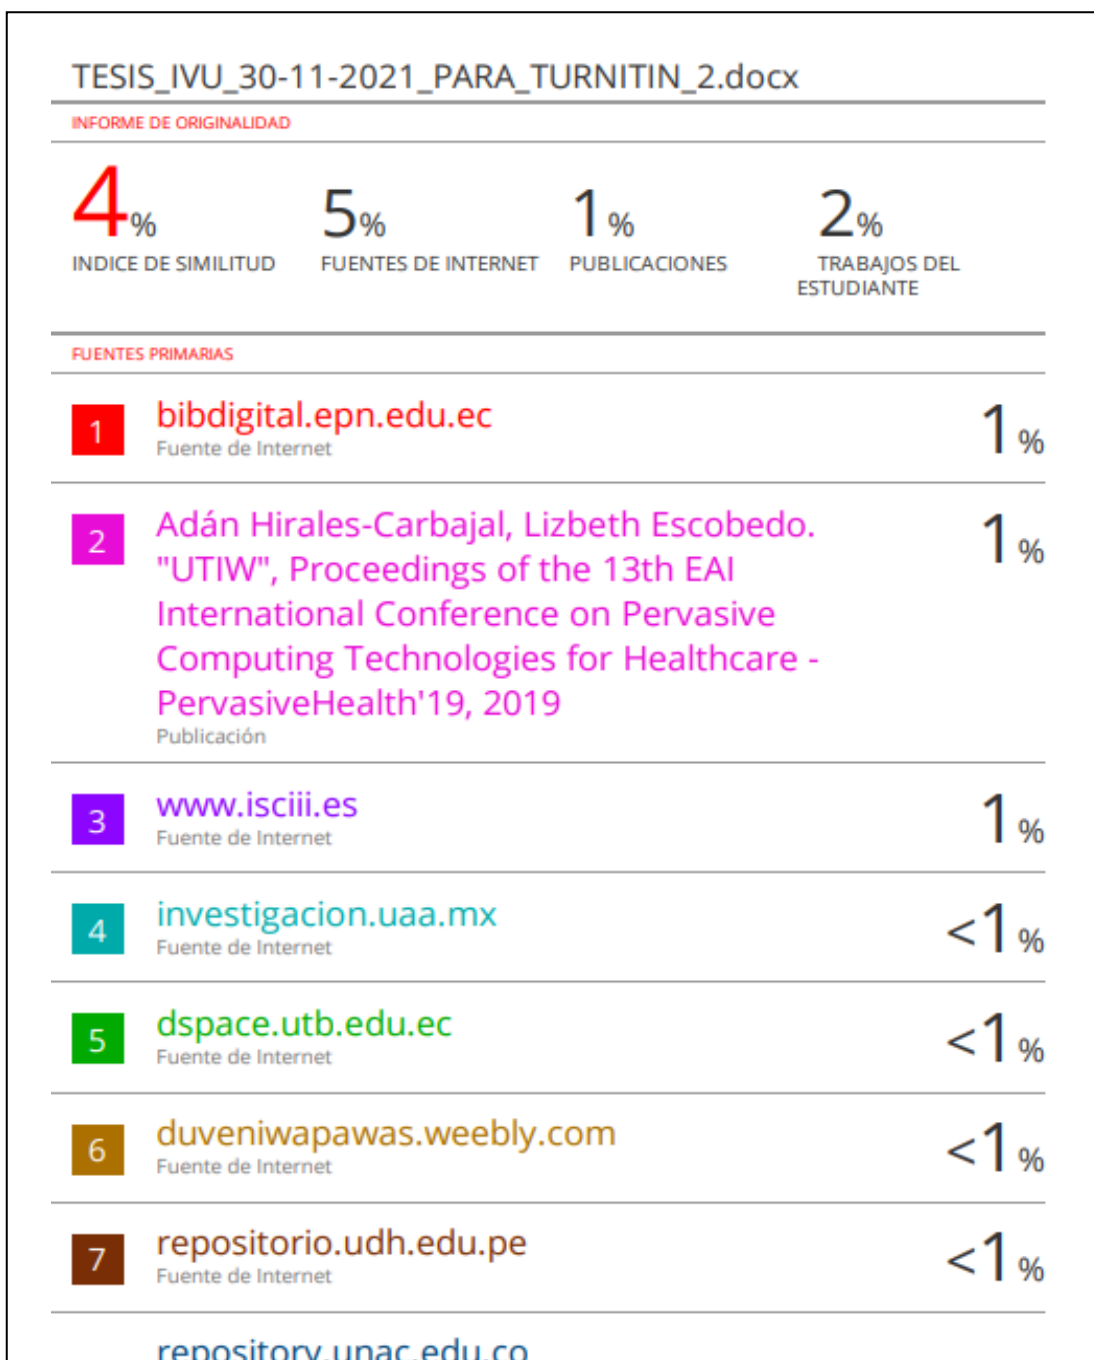 TESIS_IVU_30-11-2021_PARA_TURNITIN_2.docx
INFORME DE ORIGINALIDAD
4%
INDICE DE SIMILITUD
5%
FUENTES DE INTERNET
1%
PUBLICACIONES
2%
TRABAJOS DEL
ESTUDIANTE
FUENTES PRIMARIAS
1 bibdigital.epn.edu.ec 1%
Fuente de Internet
2 Adán Hirales-Carbajal, Lizbeth Escobedo. 1%
"UTIW", Proceedings of the 13th EAI
International Conference on Pervasive
Computing Technologies for Healthcare -
PervasiveHealth'19, 2019
Publicación
3 www.isciii.es 1%
Fuente de Internet
4 investigacion.uaa.mx <1%
Fuente de Internet
5 dspace.utb.edu.ec <1%
Fuente de Internet
6 duveniwapawas.weebly.com <1%
Fuente de Internet
7 repositorio.udh.edu.pe <1%
Fuente de Internet
repository.unac.edu.co